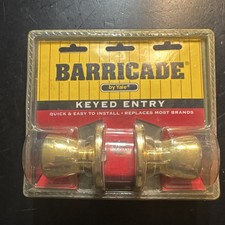 BARRICADE®
by Yale®
KEYED ENTRY
QUICK & EASY TO INSTALL • REPLACES MOST BRANDS